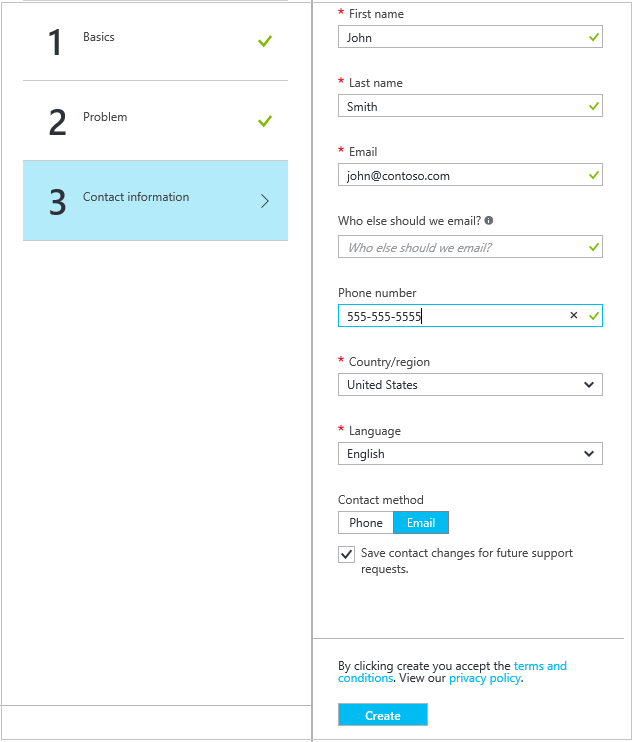 1 Basics
2 Problem
3 Contact information
* First name
John
* Last name
Smith
* Email
john@contoso.com
Who else should we email?
Who else should we email?
Phone number
555-555-5555
* Country/region
United States
* Language
English
Contact method
Phone Email
Save contact changes for future support
requests.
By clicking create you accept the terms and
conditions. View our privacy policy.
Create